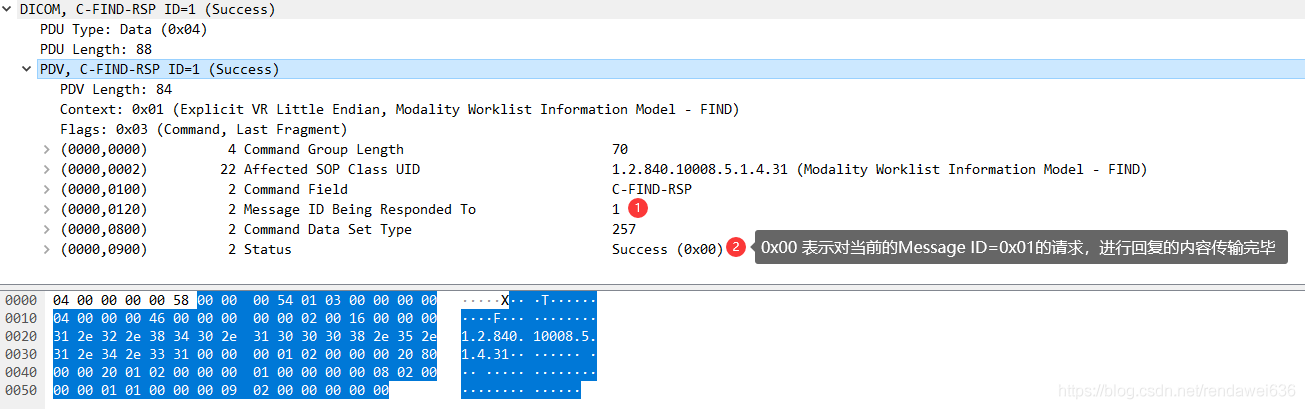 DICOM, C-FIND-RSP ID=1 (Success)
PDU Type: Data (0x04)
PDU Length: 88
PDV, C-FIND-RSP ID=1 (Success)
PDV Length: 84
Context: 0x01 (Explicit VR Little Endian, Modality Worklist Information Model - FIND)
Flags: 0x03 (Command, Last Fragment)
(0000,0000) 4 Command Group Length 70
(0000,0002) 22 Affected SOP Class UID 1.2.840.10008.5.1.4.31 (Modality Worklist Information Model - FIND)
(0000,0100) 2 Command Field C-FIND-RSP
(0000,0120) 2 Message ID Being Responded To 1 1
(0000,0800) 2 Command Data Set Type 257
(0000,0900) 2 Status Success (0x00) 2 0x00 表示对当前的Message ID=0x01的请求，进行回复的内容传输完毕
0000 04 00 00 00 00 58 00 00 00 54 01 03 00 00 00 00 ·····X·· ·T······
0010 04 00 00 00 46 00 00 00 00 00 02 00 16 00 00 00 ····F··· ········
0020 31 2e 32 2e 38 34 30 2e 31 30 30 30 38 2e 35 2e 1.2.840. 10008.5.
0030 31 2e 34 2e 33 31 00 00 00 01 02 00 00 00 20 80 1.4.31·· ······ ·
0040 00 00 20 01 02 00 00 00 01 00 00 00 00 08 02 00 ·· ····· ········
0050 00 00 01 01 00 00 00 09 02 00 00 00 00 00 ········ ······
https://blog.csdn.net/rendawei636